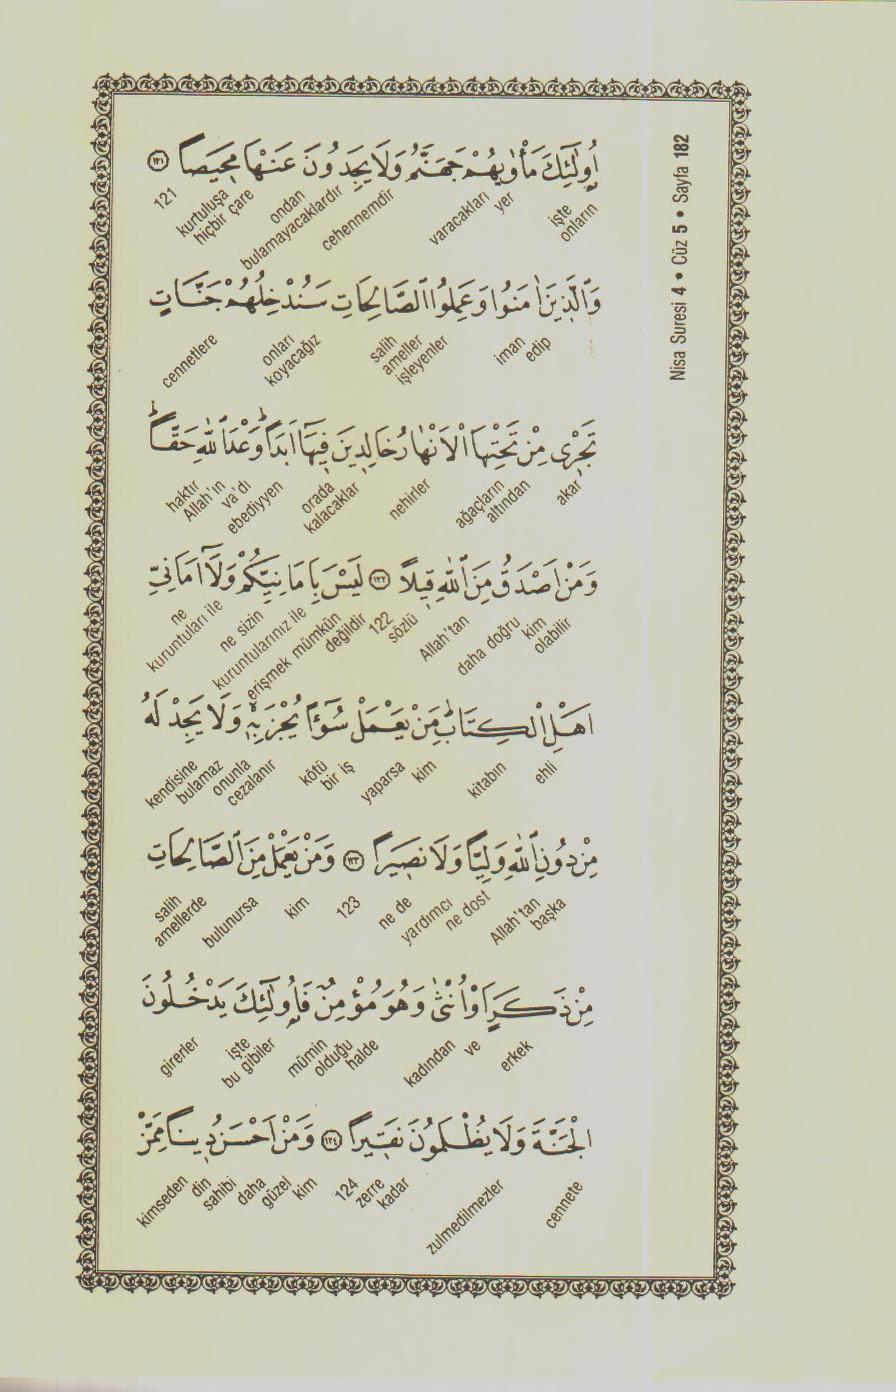 Nisa Suresi 4 • Cüz 5 • Sayfa 182
اُولٰٓئِكَ مَأْوٰيهُمْ جَهَنَّمُ وَلَا يَجِدُونَ عَنْهَا مَحِيصًا ﴿١٢١﴾
işte onların yer varacakları cehennemdir bulamayacaklardır ondan hiçbir çare kurtuluşa 121
وَالَّذِينَ اٰمَنُوا وَعَمِلُوا الصَّالِحَاتِ سَنُدْخِلُهُمْ جَنَّاتٍ
iman edip salih ameller işleyenler onları koyacağız cennetlere
تَجْرِى مِنْ تَحْتِهَا الْاَنْهَارُ خَالِدِينَ فِيهَٓا اَبَدًاۜ وَعْدَ اللّٰهِ حَقًّاۜ
akar ağaçların altından nehirler orada kalacaklar ebediyyen va'dı Allah'ın haktır
وَمَنْ اَصْدَقُ مِنَ اللّٰهِ قِيلًا ﴿١٢٢﴾ لَيْسَ بِاَمَانِيِّكُمْ وَلَٓا اَمَانِىِّ
kim olabilir daha doğru Allah'tan sözlü 122 erişmek mümkün değildir ne sizin kuruntularınız ile ne kuruntuları ile
اَهْلِ الْكِتَابِۜ مَنْ يَعْمَلْ سُٓوءًا يُجْزَ بِهٖ وَلَا يَجِدْ لَهُ
ehli kitabın kim yaparsa kötü bir iş cezalanır onunla bulamaz kendisine
مِنْ دُونِ اللّٰهِ وَلِيًّا وَلَا نَصِيرًا ﴿١٢٣﴾ وَمَنْ يَعْمَلْ مِنَ الصَّالِحَاتِ
Allah'tan başka ne dost yardımcı ne de 123 kim bulunursa salih amellerde
مِنْ ذَكَرٍ اَوْ اُنْثٰى وَهُوَ مُؤْمِنٌ فَاُولٰٓئِكَ يَدْخُلُونَ
erkek ve kadından mümin olduğu halde işte bu gibiler girerler
الْجَنَّةَ وَلَا يُظْلَمُونَ نَقِيرًا ﴿١٢٤﴾ وَمَنْ اَحْسَنُ دِينًا مِمَّنْ
cennete zulmedilmezler zerre kadar 124 kim daha güzel din sahibi kimseden